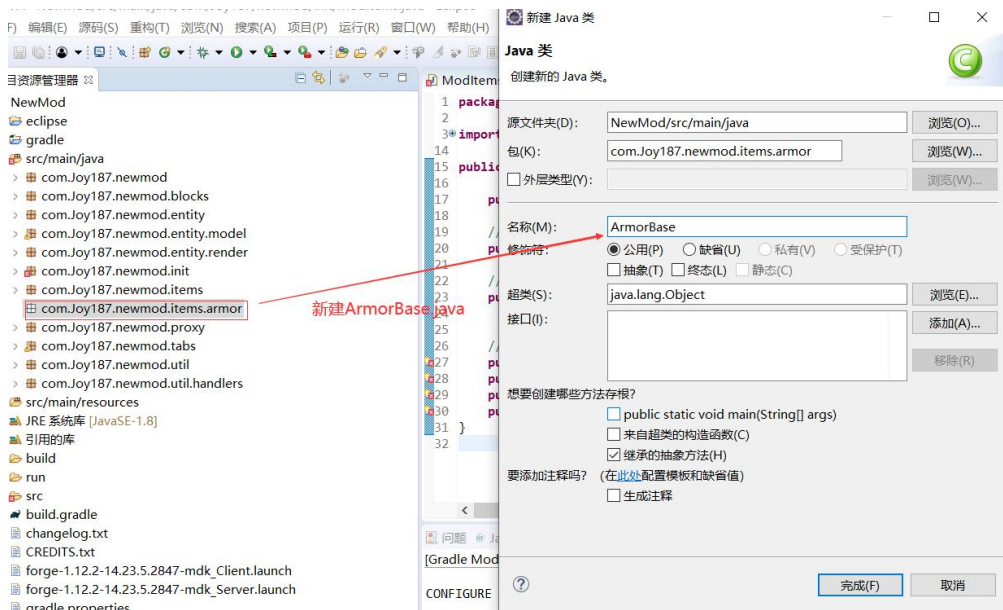 F) 编辑(E) 源码(S) 重构(T) 浏览(N) 搜索(A) 项目(P) 运行(R) 窗口(W) 帮助(H)
目资源管理器
NewMod
eclipse
gradle
src/main/java
com.Joy187.newmod
com.Joy187.newmod.blocks
com.Joy187.newmod.entity
com.Joy187.newmod.entity.model
com.Joy187.newmod.entity.render
com.Joy187.newmod.init
com.Joy187.newmod.items
com.Joy187.newmod.items.armor
com.Joy187.newmod.proxy
com.Joy187.newmod.tabs
com.Joy187.newmod.util
com.Joy187.newmod.util.handlers
src/main/resources
JRE 系统库 [JavaSE-1.8]
引用的库
build
run
src
build.gradle
changelog.txt
CREDITS.txt
forge-1.12.2-14.23.5.2847-mdk_Client.launch
forge-1.12.2-14.23.5.2847-mdk_Server.launch
gradle.properties
新建ArmorBase.java
ModItem
1 packag
2
3 import
14
15 public
16
17 pu
18
19 //
20 pu
21
22 //
23 pu
24
25
26 //
27 pu
28 pu
29 pu
30 pu
31 }
32
问题 @ Ja
[Gradle Mod
CONFIGURE
新建 Java 类
Java 类
创建新的 Java 类。
源文件夹(D): NewMod/src/main/java 浏览(O)...
包(K): com.Joy187.newmod.items.armor 浏览(W)...
外层类型(Y): 浏览(W)...
名称(M): ArmorBase
修饰符: 公用(P) 缺省(U) 私有(V) 受保护(T)
抽象(T) 终态(L) 静态(C)
超类(S): java.lang.Object 浏览(E)...
接口(I): 添加(A)...
移除(R)
想要创建哪些方法存根?
public static void main(String[] args)
来自超类的构造函数(C)
继承的抽象方法(H)
要添加注释吗? (在此处配置模板和缺省值)
生成注释
完成(F) 取消